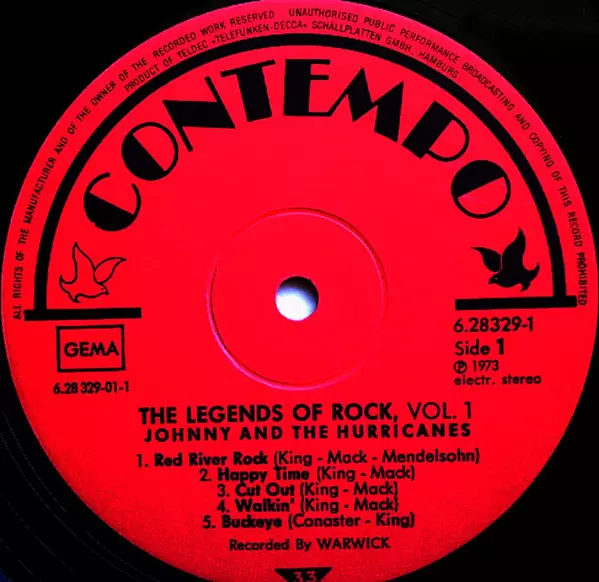 ALL RIGHTS OF THE MANUFACTURER AND OF THE OWNER OF THE RECORDED WORK RESERVED UNAUTHORISED PUBLIC PERFORMANCE BROADCASTING AND COPYING OF THIS RECORD PROHIBITED
PRODUCT OF TELDEC »TELEFUNKEN-DECCA« SCHALLPLATTEN GMBH, HAMBURG
CONTEMPO
GEMA
6.28 329-01-1
6.28329-1
Side 1
Ⓟ 1973
electr. stereo
THE LEGENDS OF ROCK, VOL. 1
JOHNNY AND THE HURRICANES
1. Red River Rock (King - Mack - Mendelsohn)
2. Happy Time (King - Mack)
3. Cut Out (King - Mack)
4. Walkin' (King - Mack)
5. Buckeye (Conaster - King)
Recorded By WARWICK
33